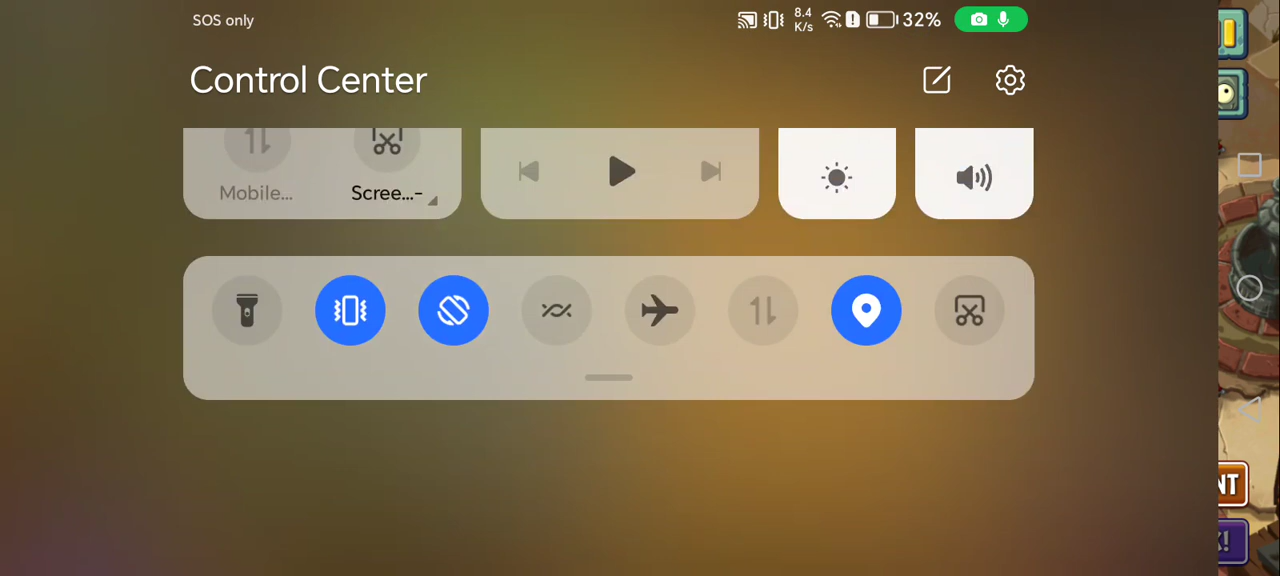 SOS only
8.4
K/s
32%
Control Center
Mobile...
Scree...-
NT
K!